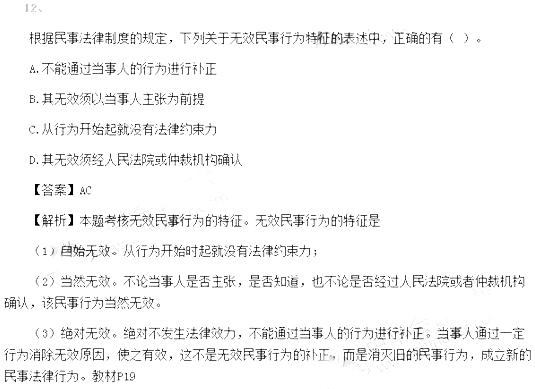 12、
根据民事法律制度的规定，下列关于无效民事行为特征的表述中，正确的有（ ）。
A.不能通过当事人的行为进行补正
B.其无效须以当事人主张为前提
C.从行为开始起就没有法律约束力
D.其无效须经人民法院或仲裁机构确认
【答案】AC
【解析】本题考核无效民事行为的特征。无效民事行为的特征是
（1）自始无效。从行为开始时起就没有法律约束力；
（2）当然无效。不论当事人是否主张，是否知道，也不论是否经过人民法院或者仲裁机构
确认，该民事行为当然无效。
（3）绝对无效。绝对不发生法律效力，不能通过当事人的行为进行补正。当事人通过一定
行为消除无效原因，使之有效，这不是无效民事行为的补正，而是消灭旧的民事行为，成立新的
民事法律行为。教材P19